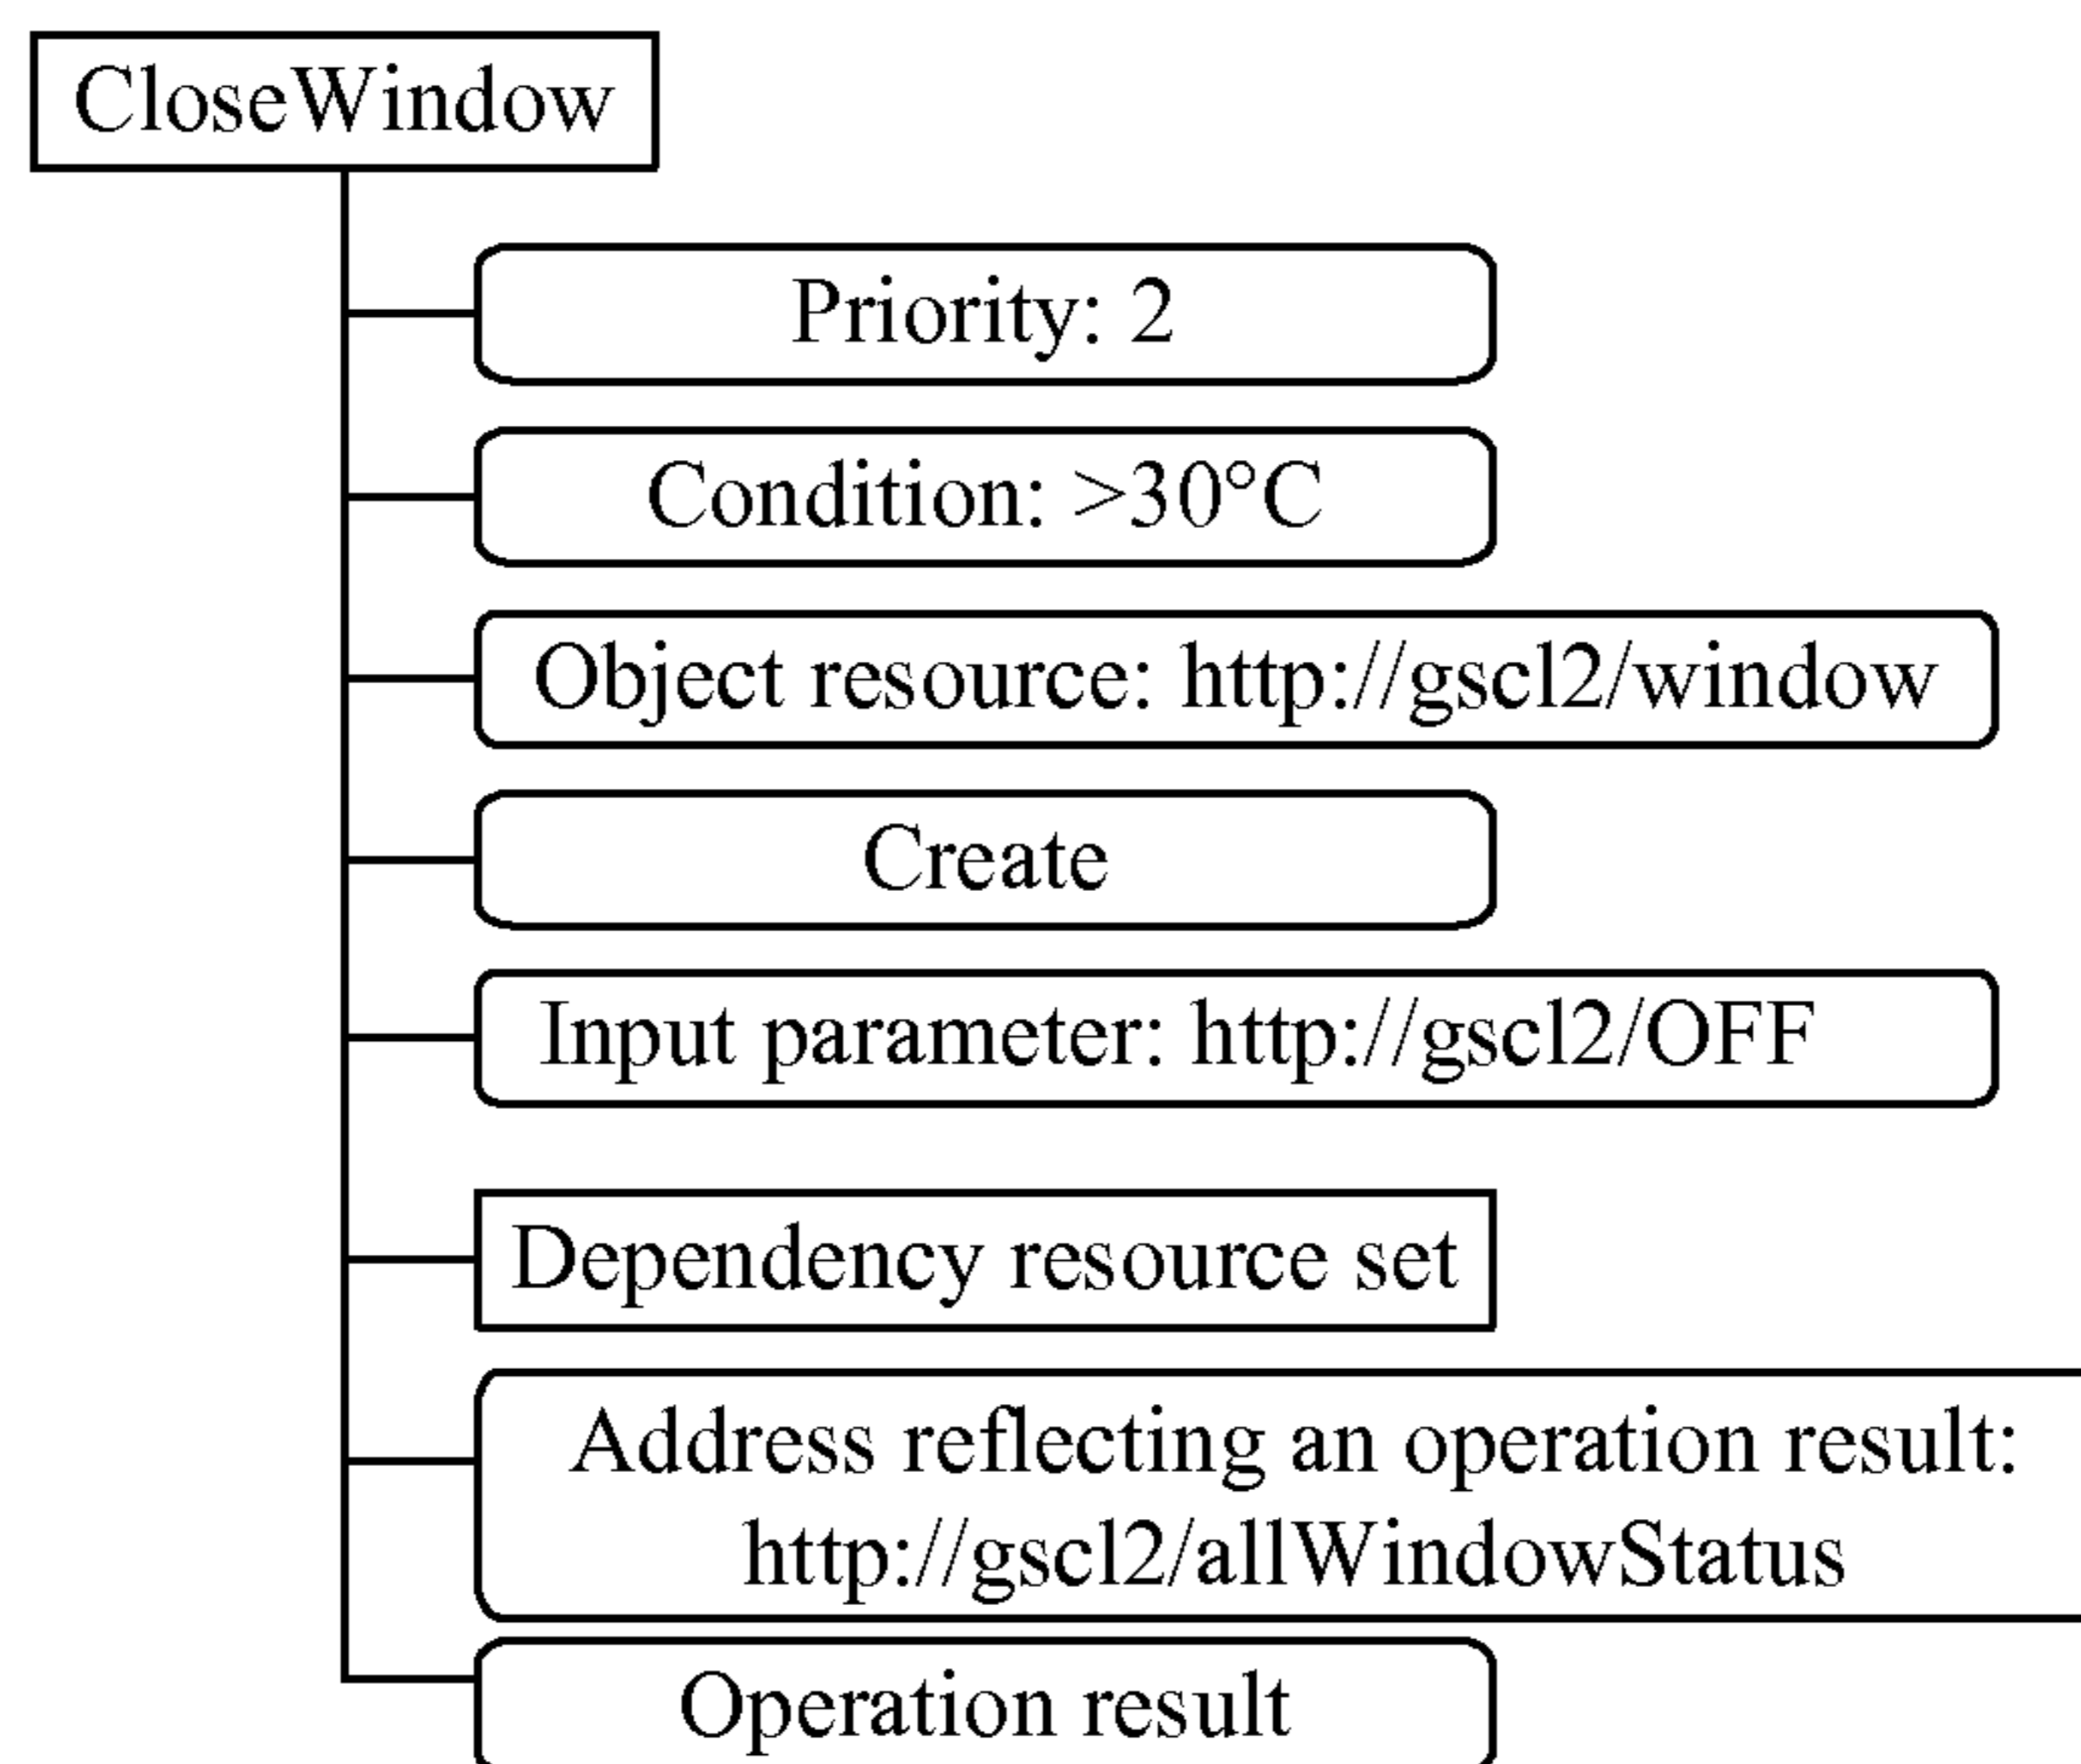 CloseWindow
Priority: 2
Condition: >30°C
Object resource: http://gscl2/window
Create
Input parameter: http://gscl2/OFF
Dependency resource set
Address reflecting an operation result:
http://gscl2/allWindowStatus
Operation result